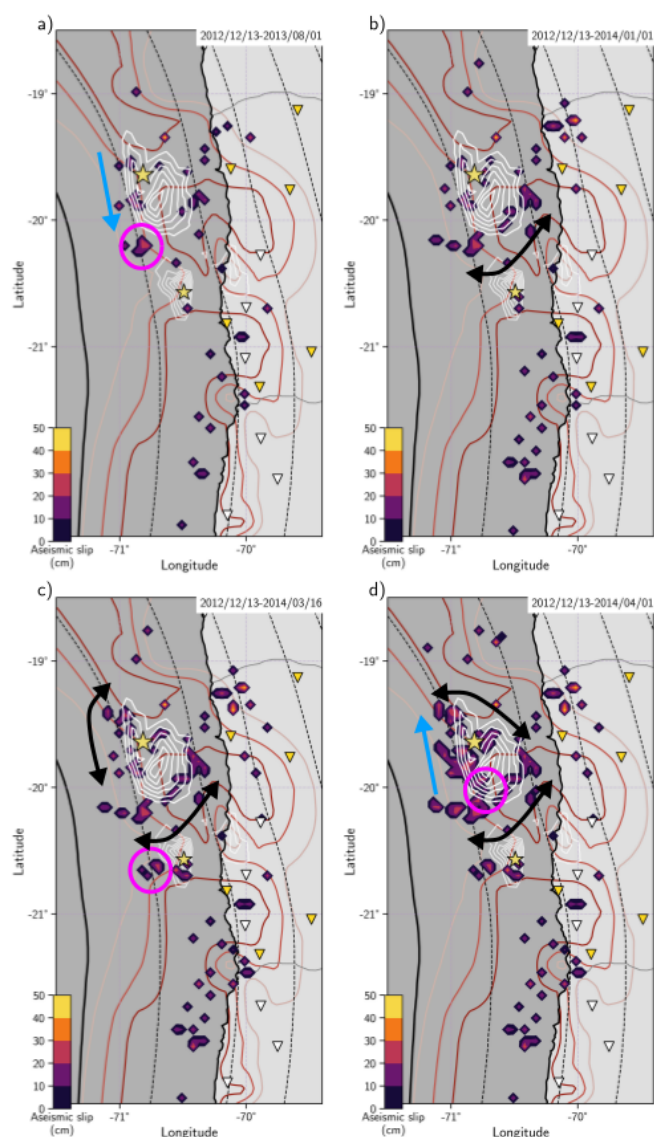 a)
2012/12/13-2013/08/01
-19°
-20°
-21°
Latitude
50
40
30
20
10
0
Aseismic slip
(cm)
-71°
-70°
Longitude
b)
2012/12/13-2014/01/01
-19°
-20°
-21°
Latitude
50
40
30
20
10
0
Aseismic slip
(cm)
-71°
-70°
Longitude
c)
2012/12/13-2014/03/16
-19°
-20°
-21°
Latitude
50
40
30
20
10
0
Aseismic slip
(cm)
-71°
-70°
Longitude
d)
2012/12/13-2014/04/01
-19°
-20°
-21°
Latitude
50
40
30
20
10
0
Aseismic slip
(cm)
-71°
-70°
Longitude